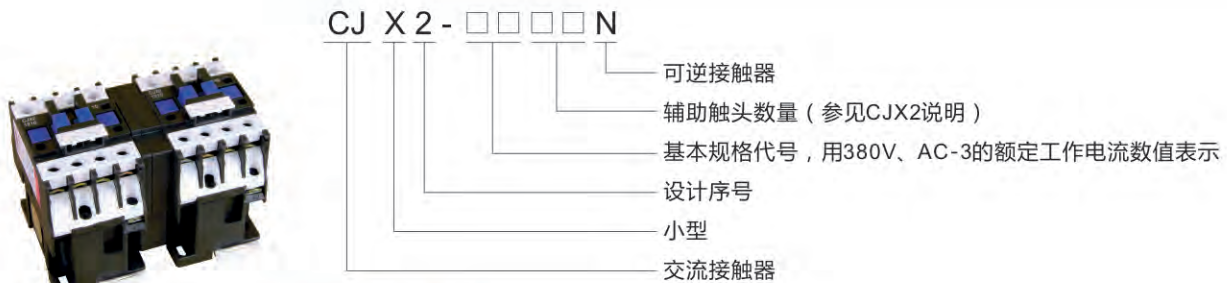 CJ X 2 - □□ □□ N
可逆接触器
辅助触头数量（参见CJX2说明）
基本规格代号，用380V、AC-3的额定工作电流数值表示
设计序号
小型
交流接触器